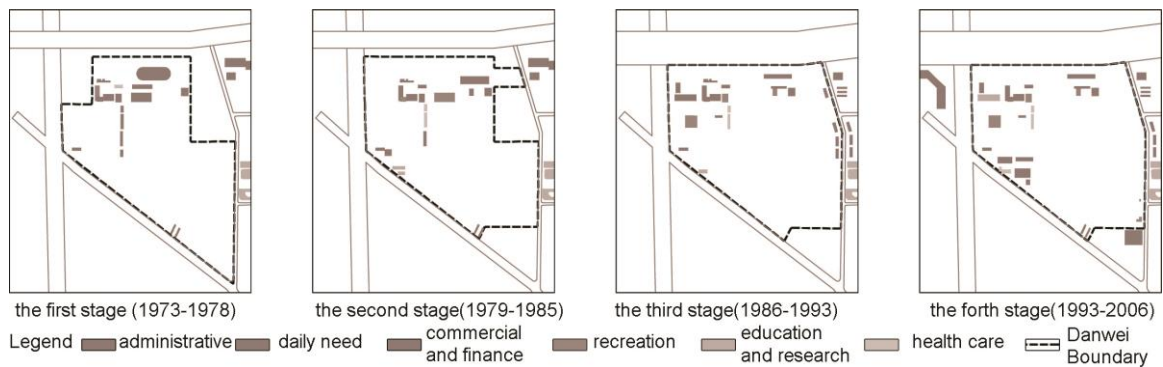 the first stage (1973-1978)
the second stage(1979-1985)
the third stage(1986-1993)
the forth stage(1993-2006)
Legend
administrative
daily need
commercial
and finance
recreation
education
and research
health care
Danwei
Boundary